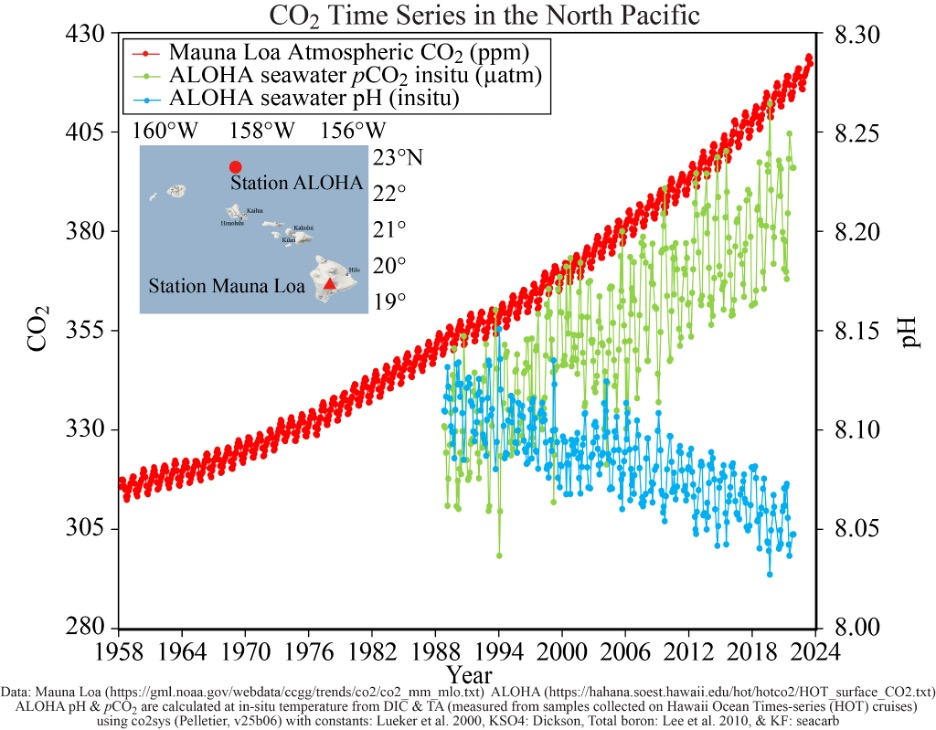 CO2 Time Series in the North Pacific
430
405
380
355
330
305
280
CO2
8.30
8.25
8.20
8.15
8.10
8.05
8.00
pH
Mauna Loa Atmospheric CO2 (ppm)
ALOHA seawater pCO2 insitu (µatm)
ALOHA seawater pH (insitu)
160°W 158°W 156°W
23°N
22°
21°
20°
19°
Station ALOHA
Kailua
Honolulu
Kahului
Kihei
Hilo
Station Mauna Loa
1958 1964 1970 1976 1982 1988 1994 2000 2006 2012 2018 2024
Year
Data: Mauna Loa (https://gml.noaa.gov/webdata/ccgg/trends/co2/co2_mm_mlo.txt) ALOHA (https://hahana.soest.hawaii.edu/hot/hotco2/HOT_surface_CO2.txt)
ALOHA pH & pCO2 are calculated at in-situ temperature from DIC & TA (measured from samples collected on Hawaii Ocean Times-series (HOT) cruises)
using co2sys (Pelletier, v25b06) with constants: Lueker et al. 2000, KSO4: Dickson, Total boron: Lee et al. 2010, & KF: seacarb